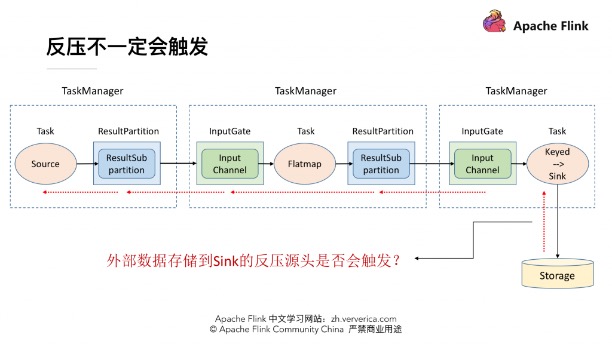 Apache Flink
反压不一定会触发
TaskManager
TaskManager
TaskManager
Task
ResultPartition
InputGate
Task
ResultPartition
InputGate
Task
Source
ResultSub
partition
Input
Channel
Flatmap
ResultSub
partition
Input
Channel
Keyed
-->
Sink
外部数据存储到Sink的反压源头是否会触发？
Storage
Apache Flink 中文学习网站：zh.ververica.com
© Apache Flink Community China 严禁商业用途